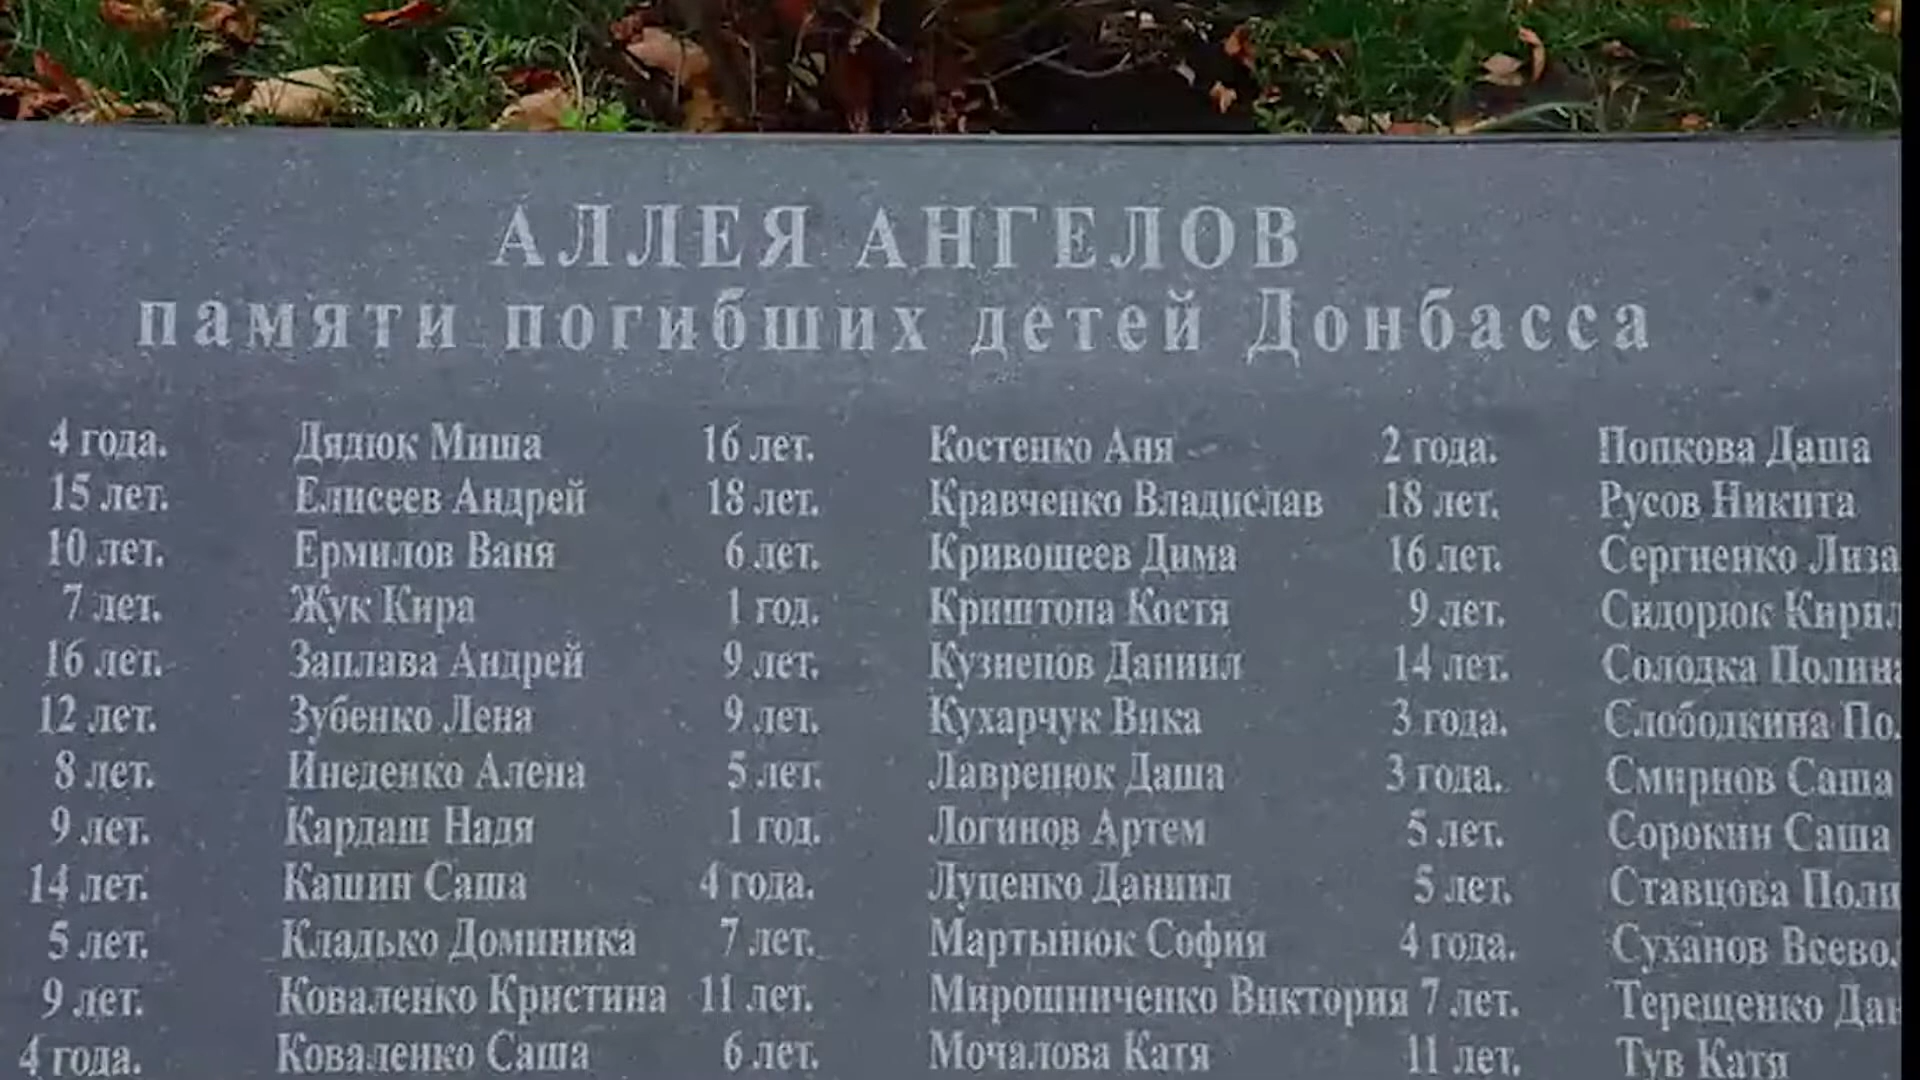 АЛЛЕЯ АНГЕЛОВ
памяти погибших детей Донбасса
4 года. Дядюк Миша 16 лет. Костенко Аня 2 года. Попкова Даша
15 лет. Елисеев Андрей 18 лет. Кравченко Владислав 18 лет. Русов Никита
10 лет. Ермилов Ваня 6 лет. Кривошеев Дима 16 лет. Сергиенко Лиза
7 лет. Жук Кира 1 год. Криштопа Костя 9 лет. Сидорюк
16 лет. Заплава Андрей 9 лет. Кузнецов Даниил 14 лет. Солодка Полина
12 лет. Зубенко Лена 9 лет. Кухарчук Вика 3 года. Слободкина
8 лет. Инеденко Алена 5 лет. Лавренюк Даша 3 года. Смирнов Саша
9 лет. Кардаш Надя 1 год. Логинов Артем 5 лет. Сорокин Саша
14 лет. Кашин Саша 4 года. Луценко Даниил 5 лет. Ставцова
5 лет. Кладько Доминика 7 лет. Мартынюк София 4 года. Суханов
9 лет. Коваленко Кристина 11 лет. Мирошниченко Виктория 7 лет. Терещенко
4 года. Коваленко Саша 6 лет. Мочалова Катя 11 лет. Тув Катя